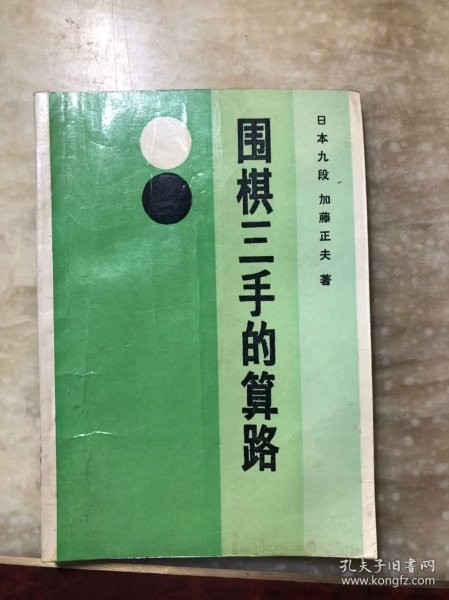 日本九段 加藤正夫 著
围棋三手的算路
孔夫子旧书网
www.kongfz.com